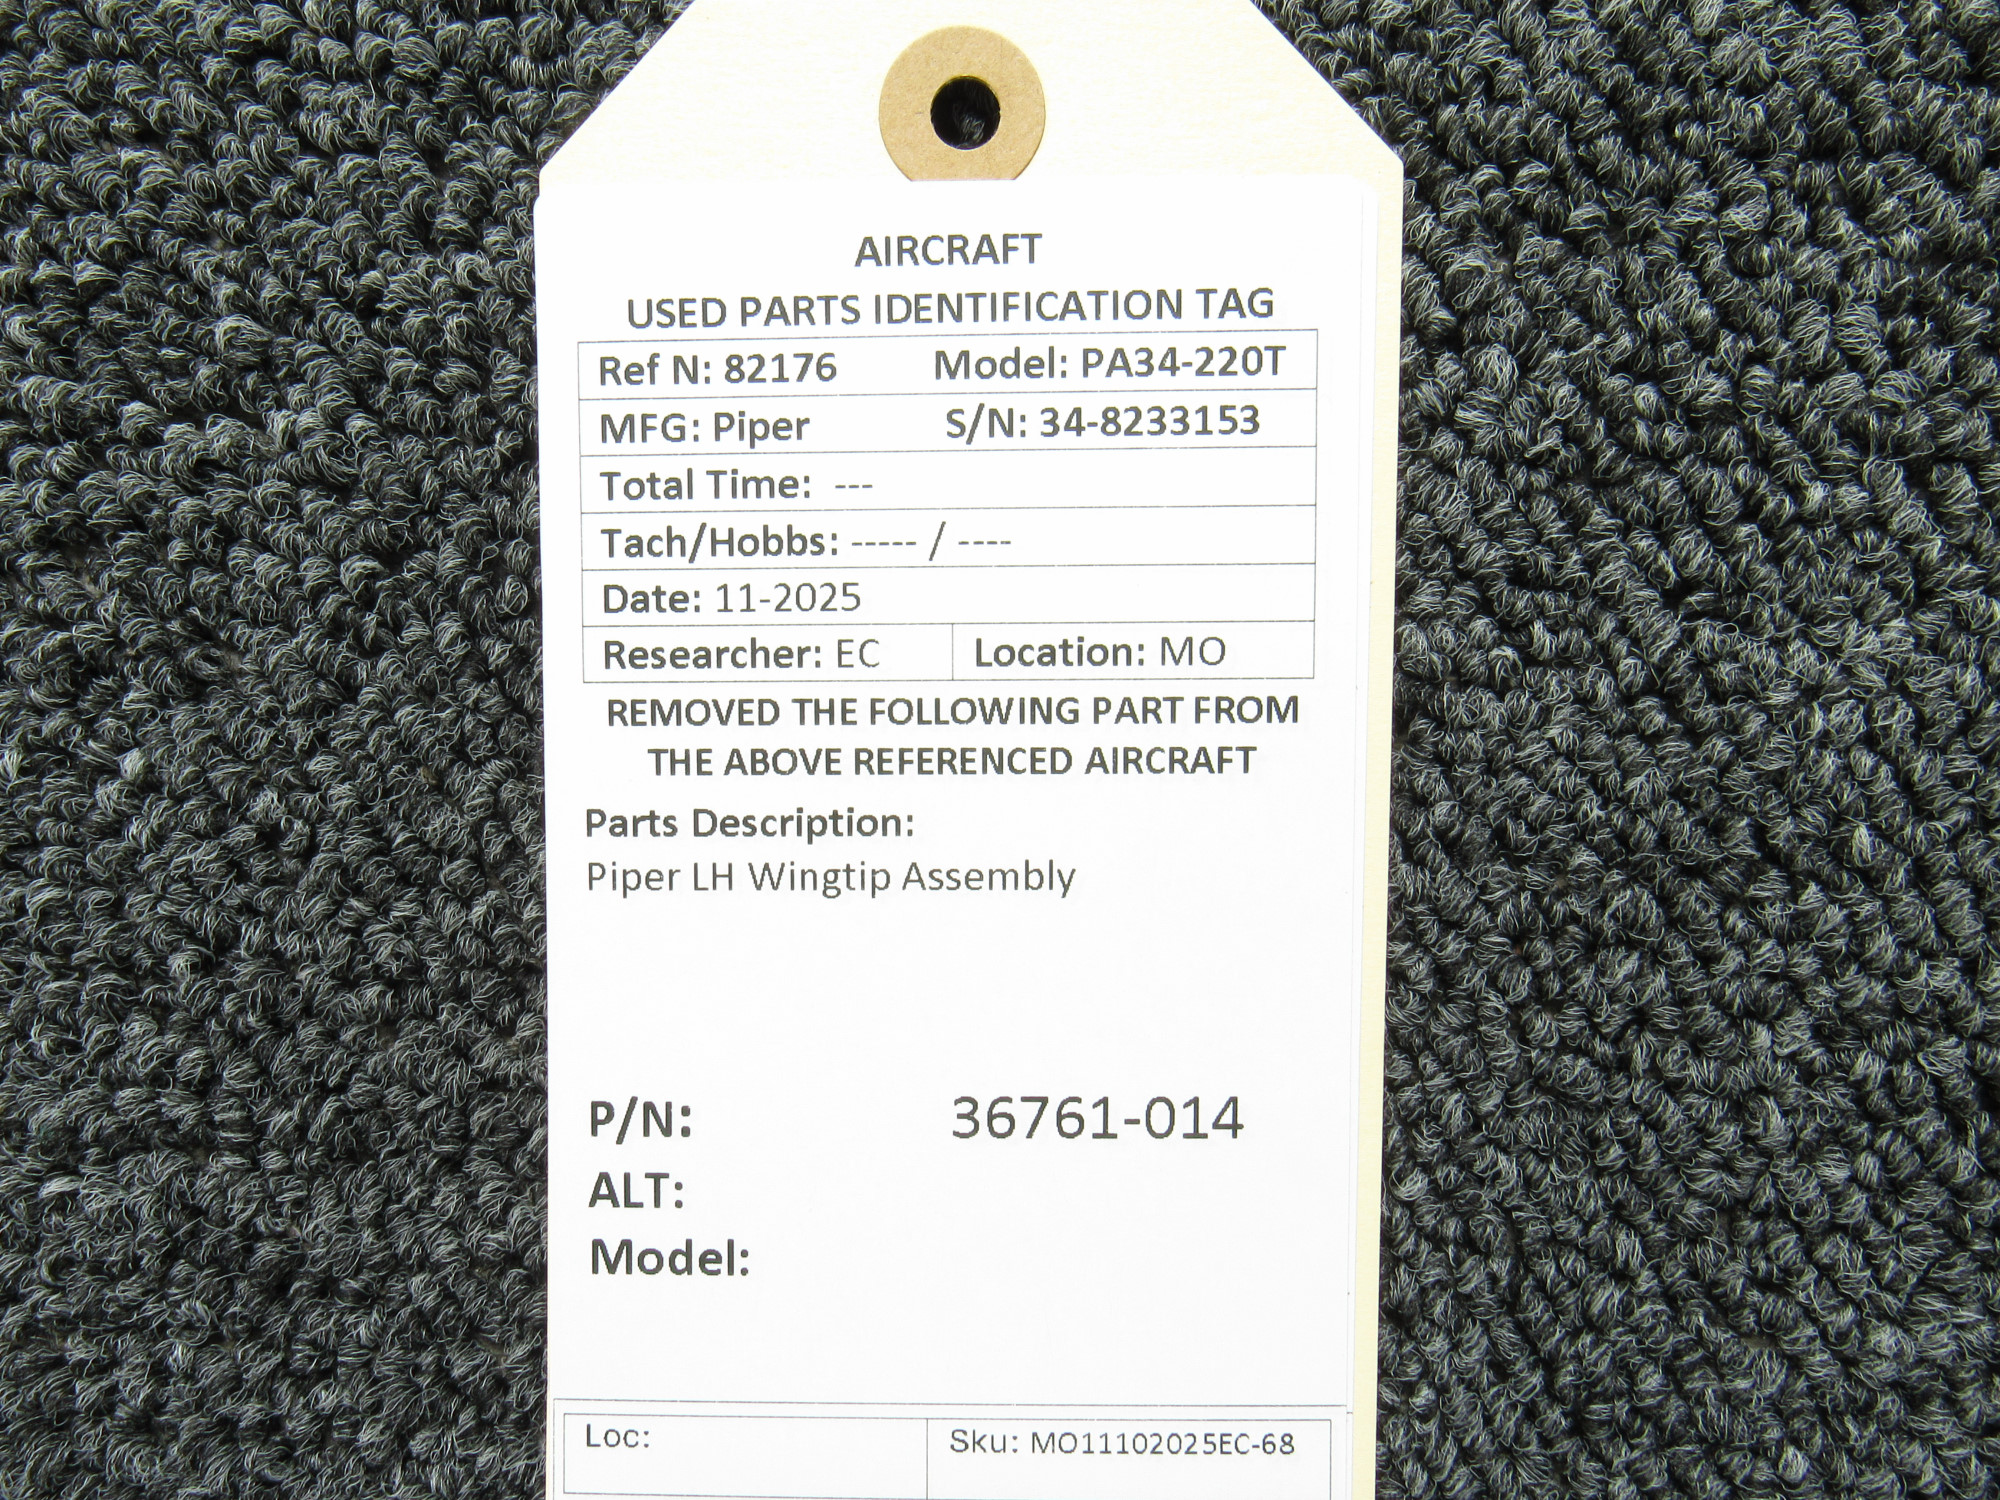 AIRCRAFT
USED PARTS IDENTIFICATION TAG
Ref N: 82176 Model: PA34-220T
MFG: Piper S/N: 34-8233153
Total Time: ---
Tach/Hobbs: ----- / ----
Date: 11-2025
Researcher: EC Location: MO
REMOVED THE FOLLOWING PART FROM
THE ABOVE REFERENCED AIRCRAFT
Parts Description:
Piper LH Wingtip Assembly
P/N: 36761-014
ALT:
Model:
Loc: Sku: MO11102025EC-68